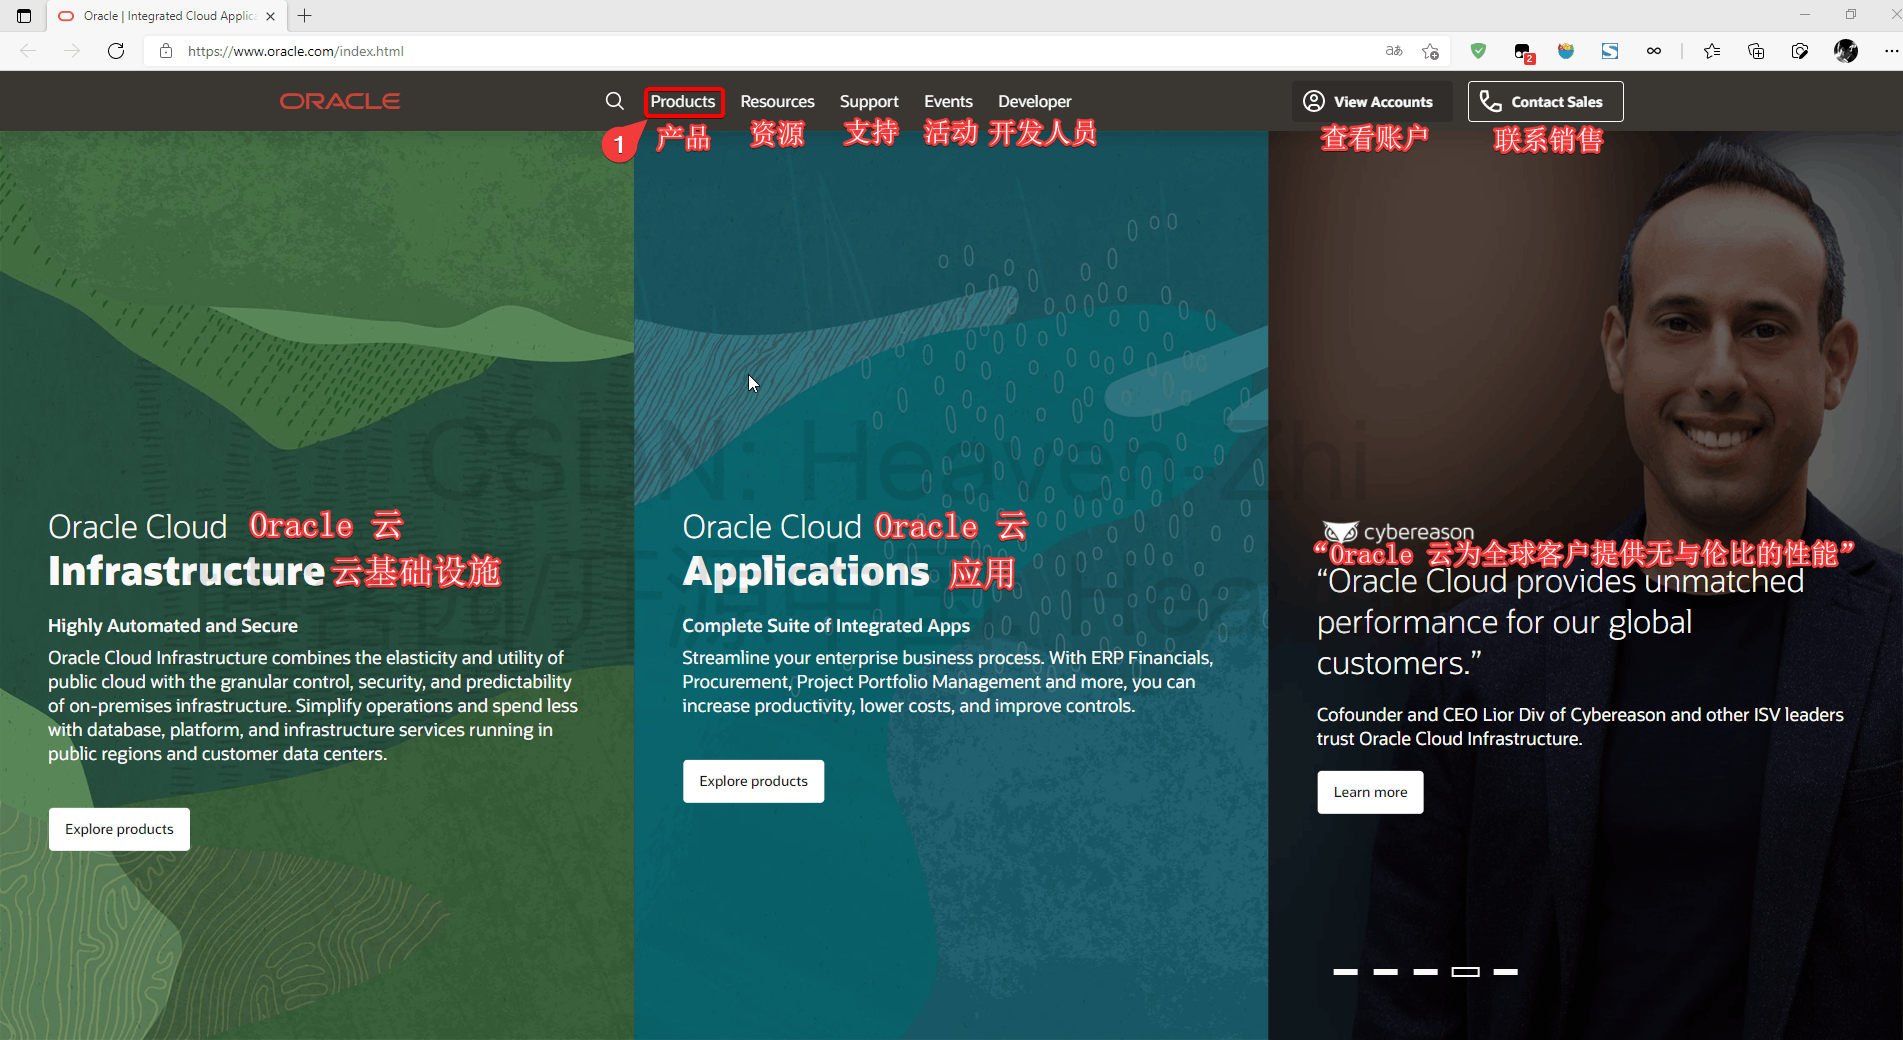 Oracle | Integrated Cloud Applic
https://www.oracle.com/index.html
aあ
2
ORACLE
Products
Resources
Support
Events
Developer
View Accounts
Contact Sales
1
产品
资源
支持
活动
开发人员
查看账户
联系销售
CSDN: Heaven-Zhi
Oracle Cloud Oracle 云
Infrastructure 云基础设施
Highly Automated and Secure
Oracle Cloud Infrastructure combines the elasticity and utility of
public cloud with the granular control, security, and predictability
of on-premises infrastructure. Simplify operations and spend less
with database, platform, and infrastructure services running in
public regions and customer data centers.
Explore products
Oracle Cloud Oracle 云
Applications 应用
Complete Suite of Integrated Apps
Streamline your enterprise business process. With ERP Financials,
Procurement, Project Portfolio Management and more, you can
increase productivity, lower costs, and improve controls.
Explore products
cybereason
“Oracle 云为全球客户提供无与伦比的性能”
“Oracle Cloud provides unmatched
performance for our global
customers.”
Cofounder and CEO Lior Div of Cybereason and other ISV leaders
trust Oracle Cloud Infrastructure.
Learn more